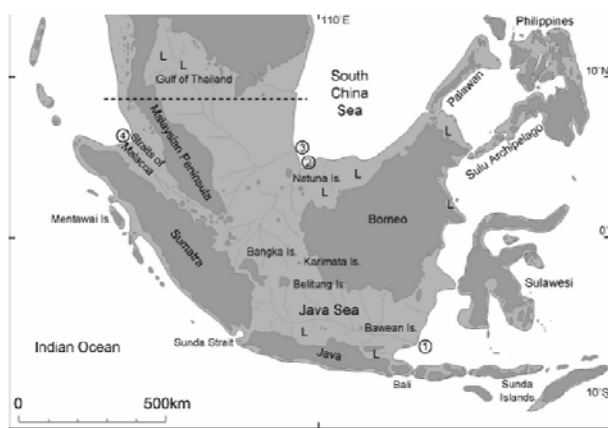 110°E
Philippines
L
L
Gulf of Thailand
South
China
Sea
10°N
Palawan
④
Straits of
Malacca
Malaysian Peninsula
③
②
L
L
L
Sulu Archipelago
Natuna Is.
L
Mentawai Is.
Sumatra
Borneo
0°
Bangka Is.
Karimata Is.
Sulawesi
Belitung Is.
Java Sea
L
Bawean Is.
Indian Ocean
Sunda Strait
Java
L
①
Bali
Sunda
Islands
10°S
0
500km